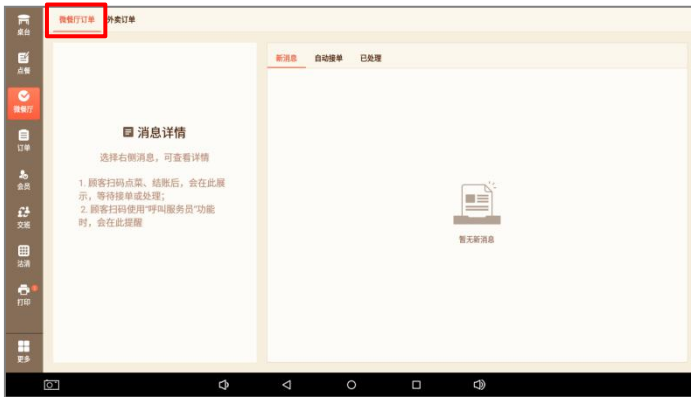 桌台
点餐
微餐厅
订单
会员
交班
沽清
打印
更多
微餐厅订单 外卖订单
消息详情
选择右侧消息，可查看详情
1. 顾客扫码点菜、结账后，会在此展
示，等待接单或处理；
2. 顾客扫码使用“呼叫服务员”功能
时，会在此提醒
新消息 自动接单 已处理
暂无新消息